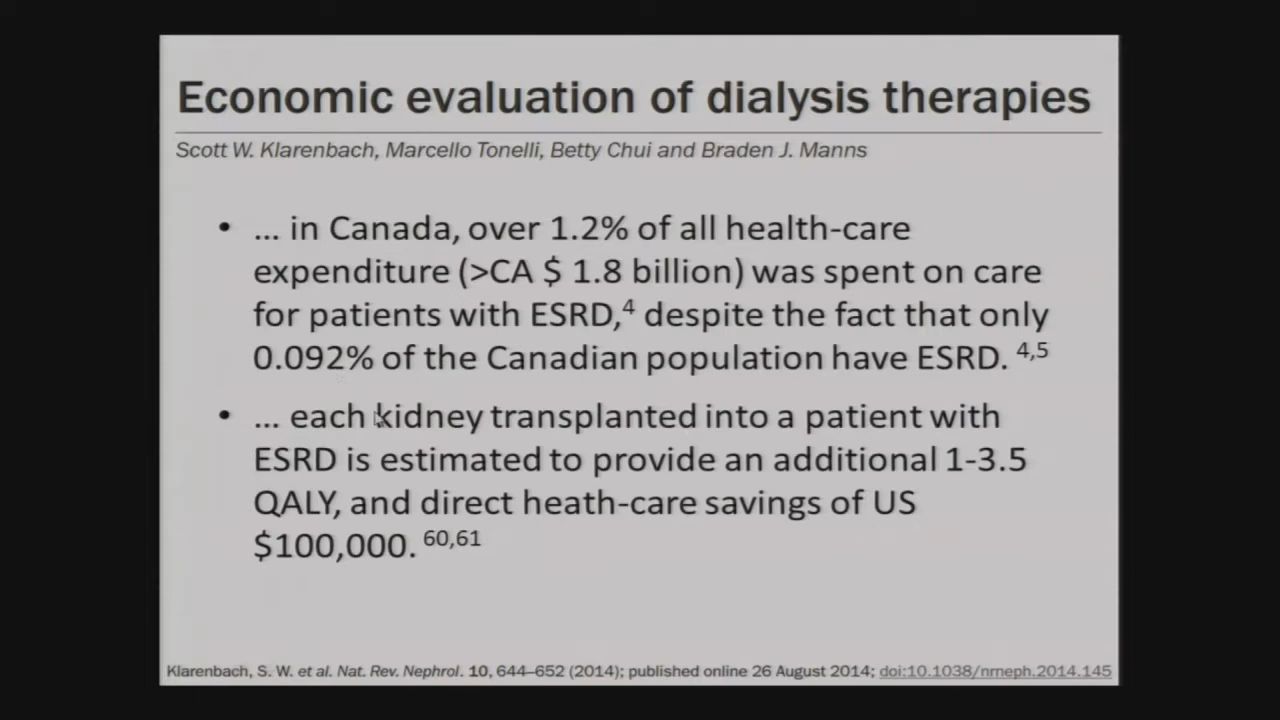 Economic evaluation of dialysis therapies
Scott W. Klarenbach, Marcello Tonelli, Betty Chui and Braden J. Manns
• ... in Canada, over 1.2% of all health-care
expenditure (>CA $ 1.8 billion) was spent on care
for patients with ESRD,⁴ despite the fact that only
0.092% of the Canadian population have ESRD. ⁴,⁵
• ... each kidney transplanted into a patient with
ESRD is estimated to provide an additional 1-3.5
QALY, and direct heath-care savings of US
$100,000. ⁶⁰,⁶¹
Klarenbach, S. W. et al. Nat. Rev. Nephrol. 10, 644–652 (2014); published online 26 August 2014; doi:10.1038/nrneph.2014.145